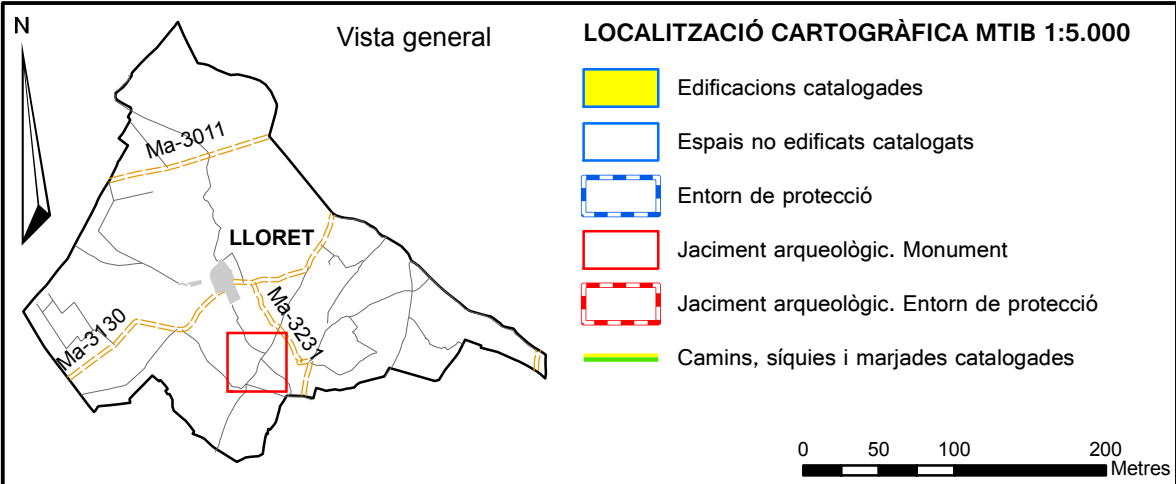 N
Vista general
Ma-3011
LLORET
Ma-3231
Ma-3130
LOCALITZACIÓ CARTOGRÀFICA MTIB 1:5.000
Edificacions catalogades
Espais no edificats catalogats
Entorn de protecció
Jaciment arqueològic. Monument
Jaciment arqueològic. Entorn de protecció
Camins, síquies i marjades catalogades
0 50 100 200
Metres